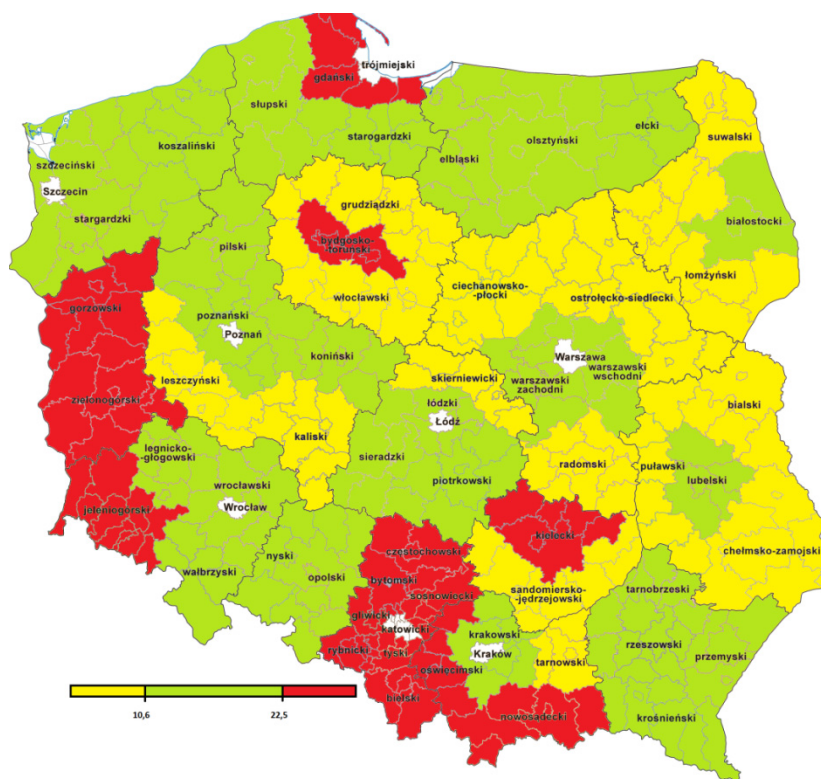 trójmiejski
gdański
słupski
starogardzki
koszaliński
elbląski
olsztyński
ełcki
suwalski
szczeciński
Szczecin
stargardzki
grudziądzki
białostocki
pilski
bydgosko-
toruński
łomżyński
włocławski
ciechanowsko-
płocki
ostrołęcko-siedlecki
gorzowski
poznański
Poznań
koniński
Warszawa
warszawski
wschodni
warszawski
zachodni
leszczyński
skierniewicki
zielonogórski
łódzki
Łódź
bialski
kaliski
legnicko-
głogowski
sieradzki
radomski
puławski
lubelski
piotrkowski
wrocławski
Wrocław
jeleniogórski
kielecki
częstochowski
chełmsko-zamojski
nyski
wałbrzyski
opolski
bytomski
sosnowiecki
sandomiersko-
jędrzejowski
tarnobrzeski
gliwicki
katowicki
krakowski
Kraków
rybnicki
tyski
oświęcimski
tarnowski
rzeszowski
przemyski
bielski
nowosądecki
krośnieński
10,6
22,5